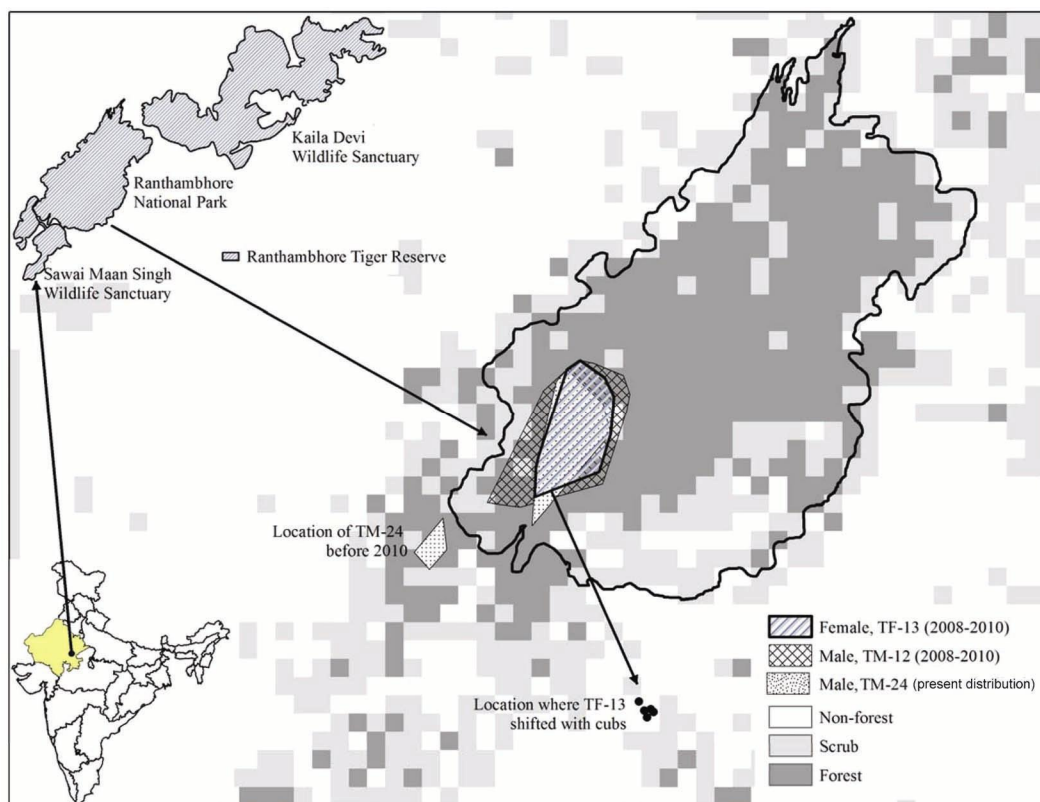 Kaila Devi
Wildlife Sanctuary
Ranthambhore
National Park
Ranthambhore Tiger Reserve
Sawai Maan Singh
Wildlife Sanctuary
Location of TM-24
before 2010
Location where TF-13
shifted with cubs
Female, TF-13 (2008-2010)
Male, TM-12 (2008-2010)
Male, TM-24 (present distribution)
Non-forest
Scrub
Forest